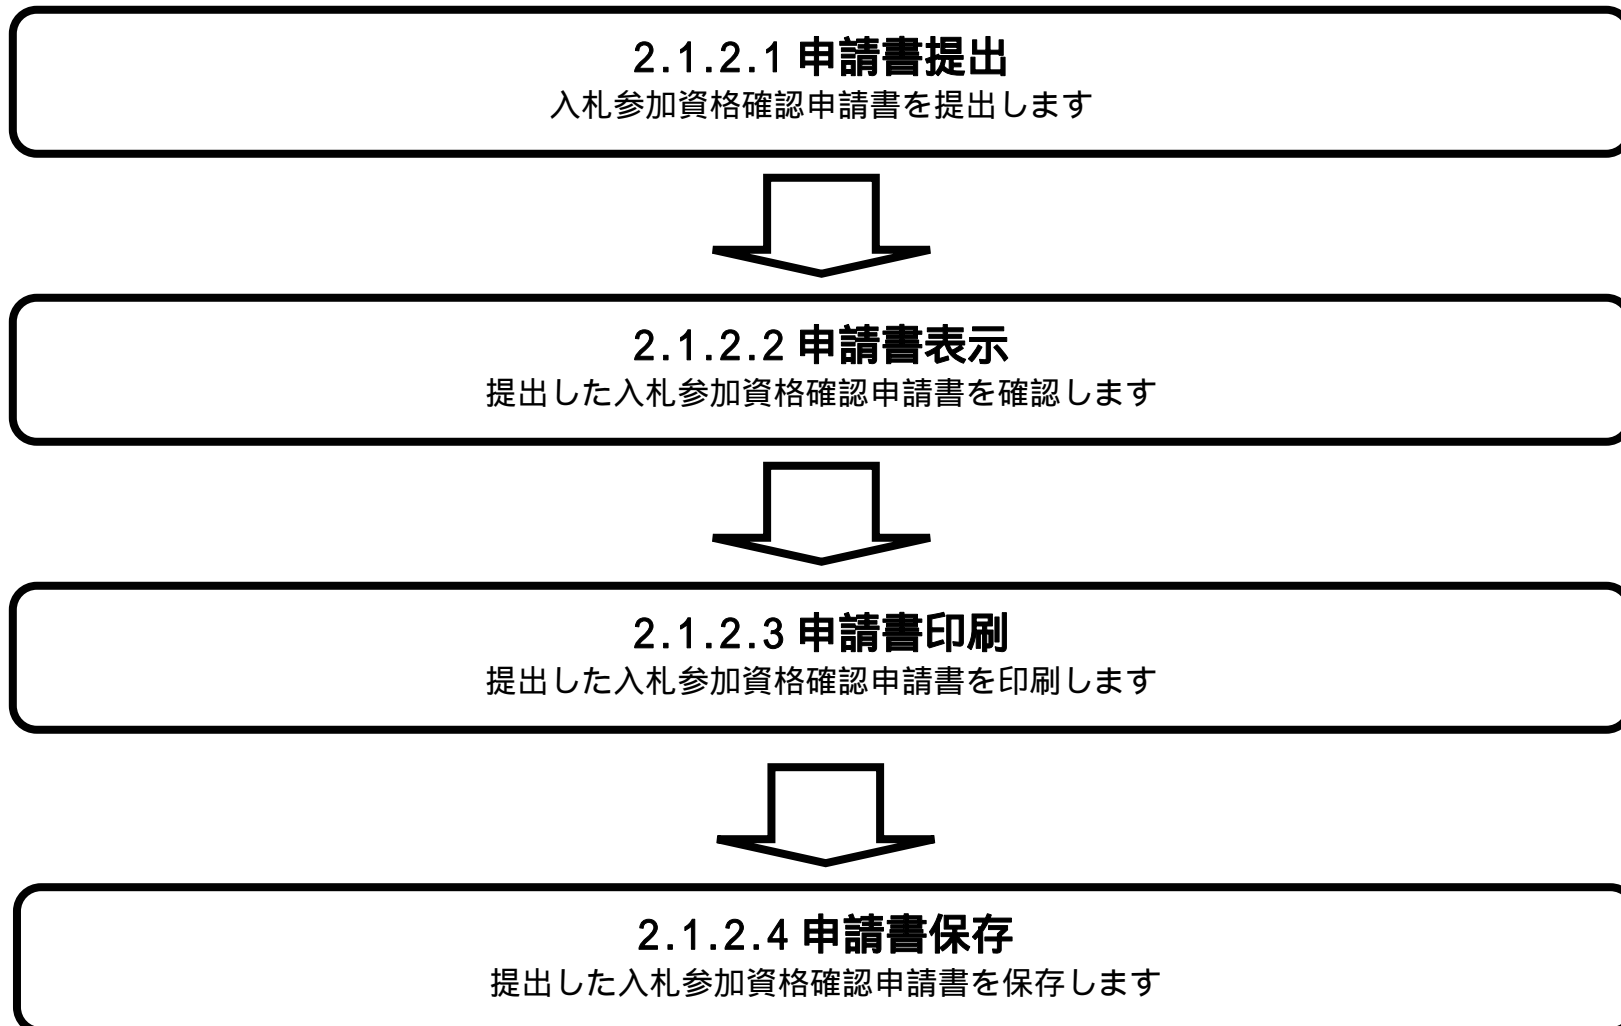 2.1.2.1 申請書提出
入札参加資格確認申請書を提出します
2.1.2.2 申請書表示
提出した入札参加資格確認申請書を確認します
2.1.2.3 申請書印刷
提出した入札参加資格確認申請書を印刷します
2.1.2.4 申請書保存
提出した入札参加資格確認申請書を保存します